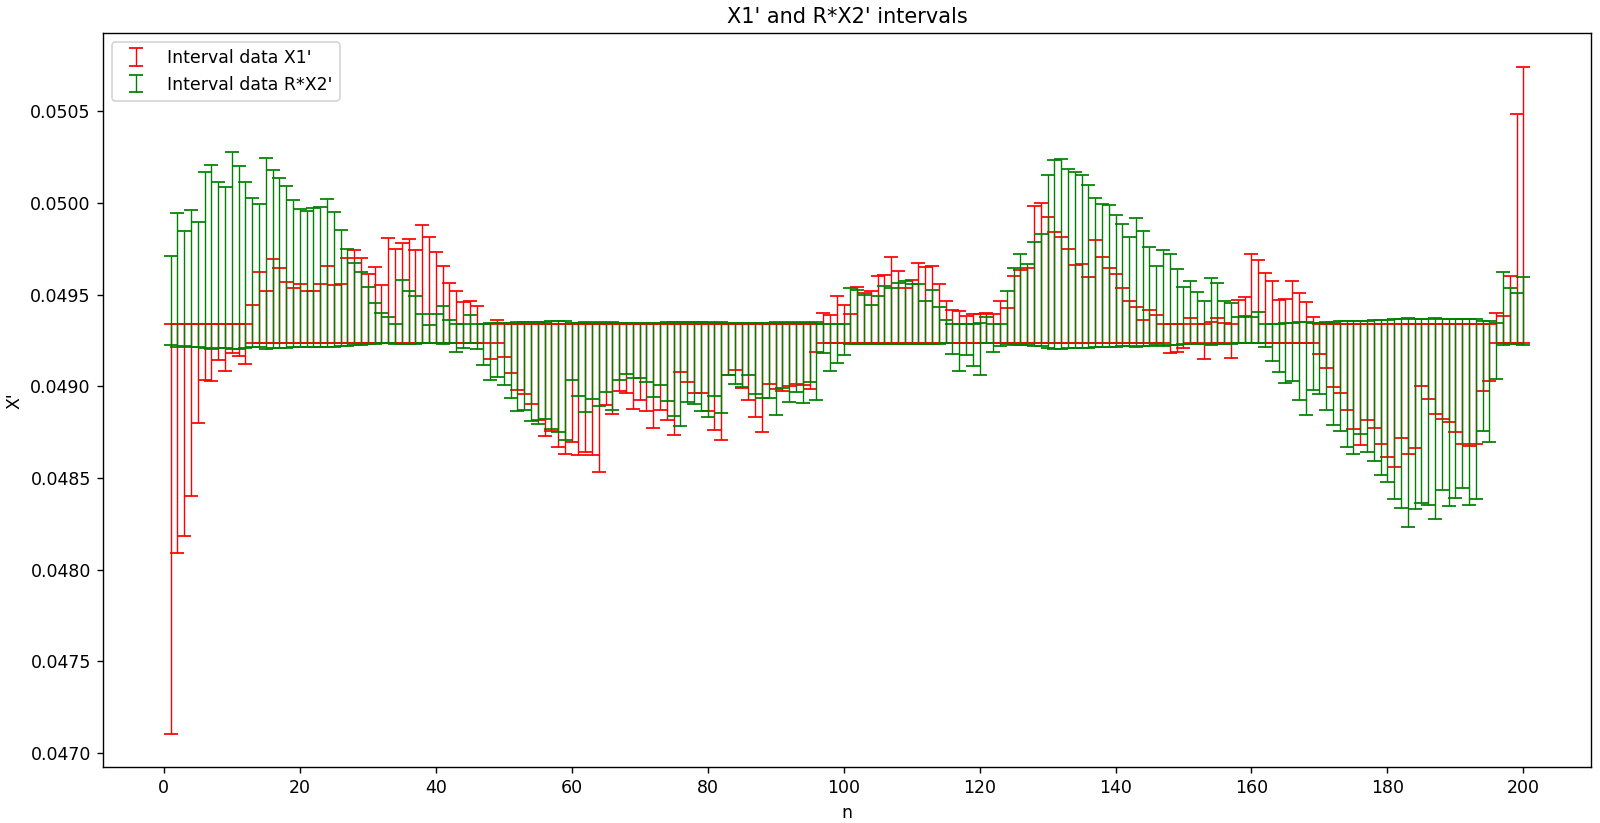 X1' and R*X2' intervals
Interval data X1'
Interval data R*X2'
X'
0.0505
0.0500
0.0495
0.0490
0.0485
0.0480
0.0475
0.0470
0 20 40 60 80 100 120 140 160 180 200
n